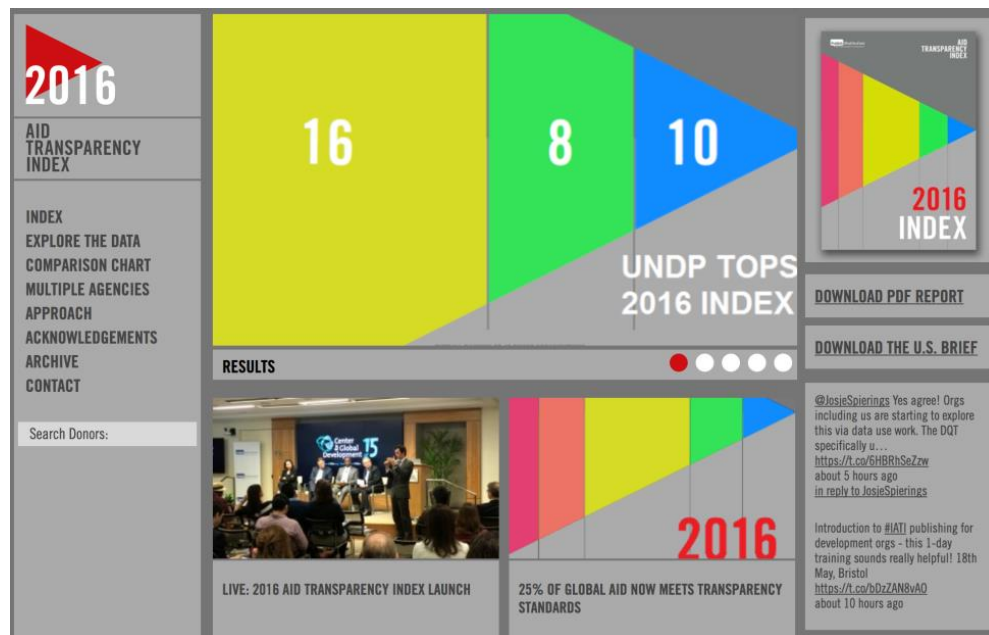 2016
AID
TRANSPARENCY
INDEX
INDEX
EXPLORE THE DATA
COMPARISON CHART
MULTIPLE AGENCIES
APPROACH
ACKNOWLEDGEMENTS
ARCHIVE
CONTACT
Search Donors:
16
8
10
UNDP TOPS
2016 INDEX
RESULTS
Center
Global
Development
15
LIVE: 2016 AID TRANSPARENCY INDEX LAUNCH
2016
25% OF GLOBAL AID NOW MEETS TRANSPARENCY
STANDARDS
AID
TRANSPARENCY
INDEX
2016
INDEX
DOWNLOAD PDF REPORT
DOWNLOAD THE U.S. BRIEF
@JosjeSpierings Yes agree! Orgs
including us are starting to explore
this via data use work. The DQT
specifically u…
https://t.co/6HBRhSeZzw
about 5 hours ago
in reply to JosjeSpierings
Introduction to #IATI publishing for
development orgs - this 1-day
training sounds really helpful! 18th
May, Bristol
https://t.co/bDzZAN8vAO
about 10 hours ago